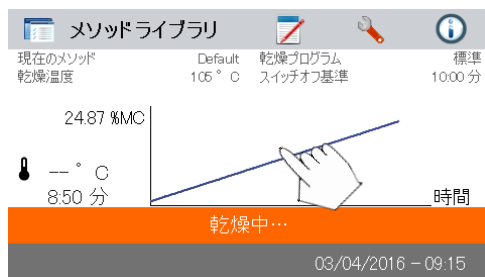 メソッドライブラリ
現在のメソッド Default 乾燥プログラム 標準
乾燥温度 105°C スイッチオフ基準 10:00 分
24.87 %MC
--°C
8:50 分
時間
乾燥中…
03/04/2016 - 09:15